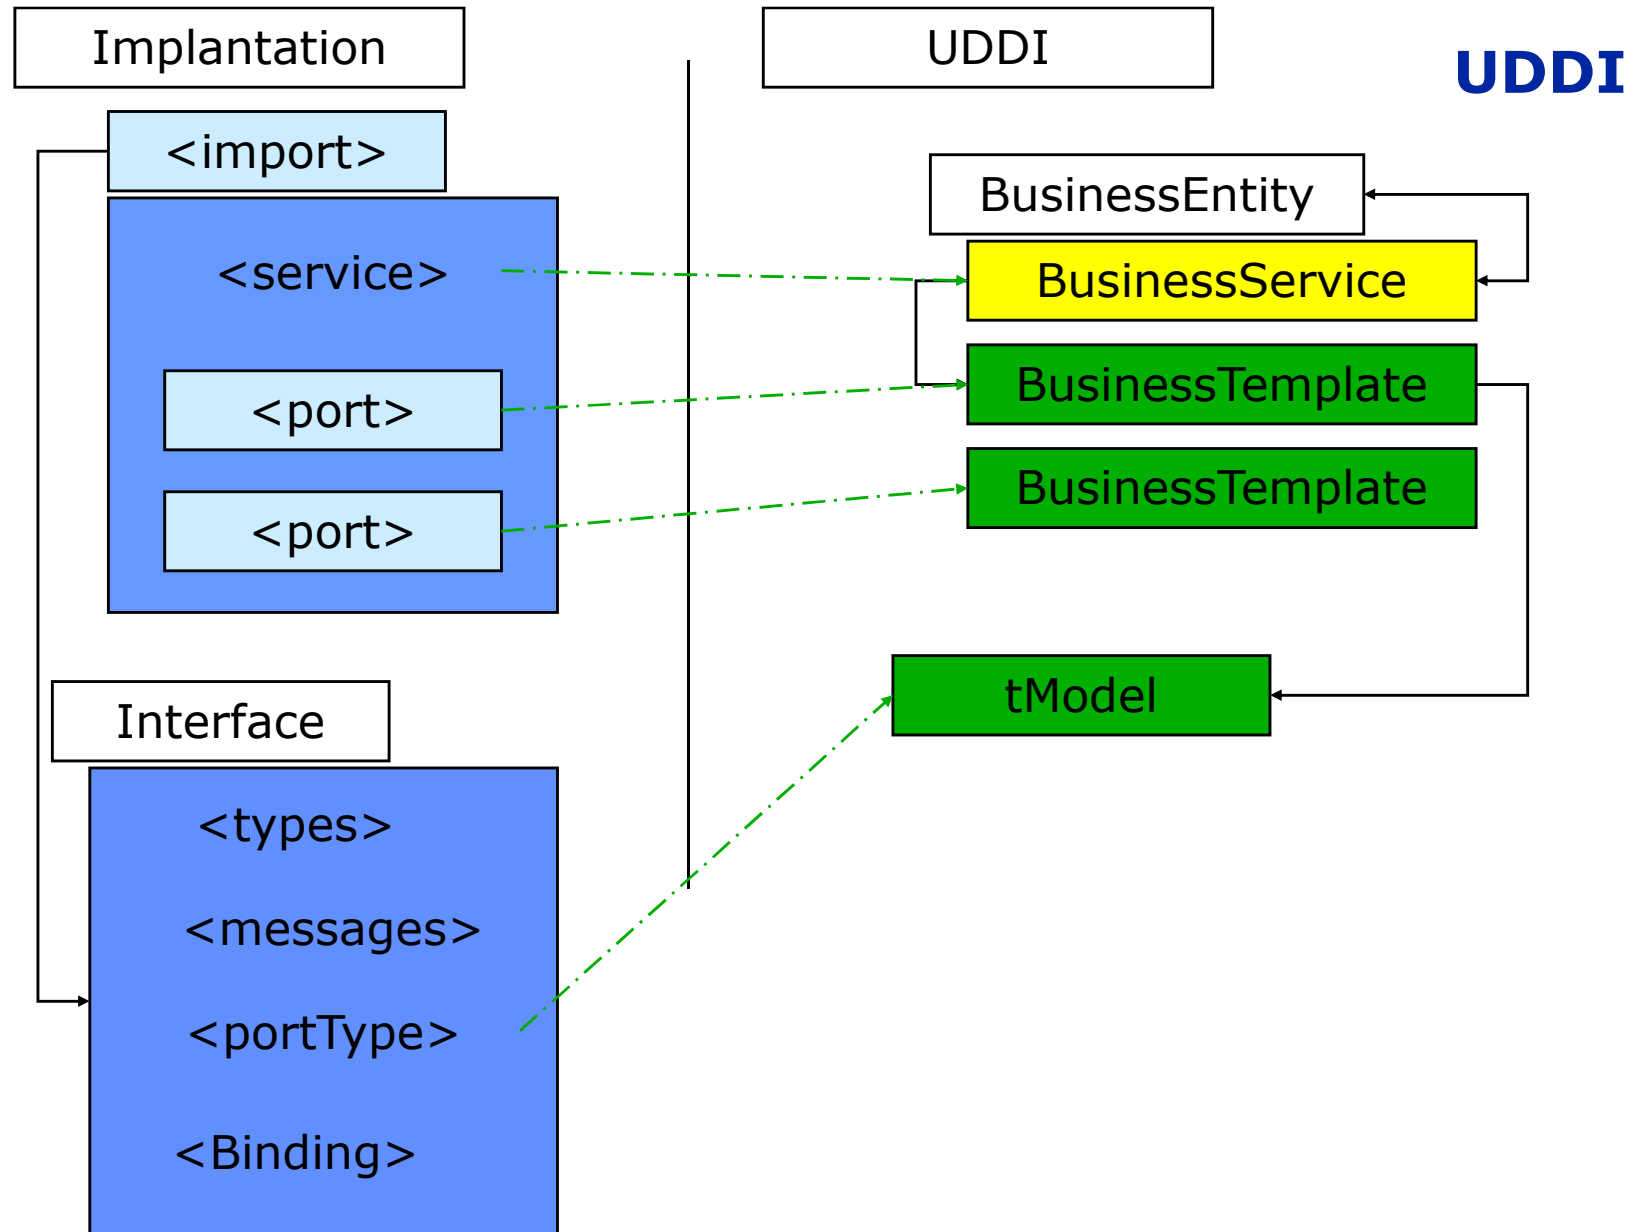 Implantation
UDDI
UDDI
<import>
BusinessEntity
<service>
BusinessService
BusinessTemplate
<port>
BusinessTemplate
<port>
tModel
Interface
<types>
<messages>
<portType>
<Binding>